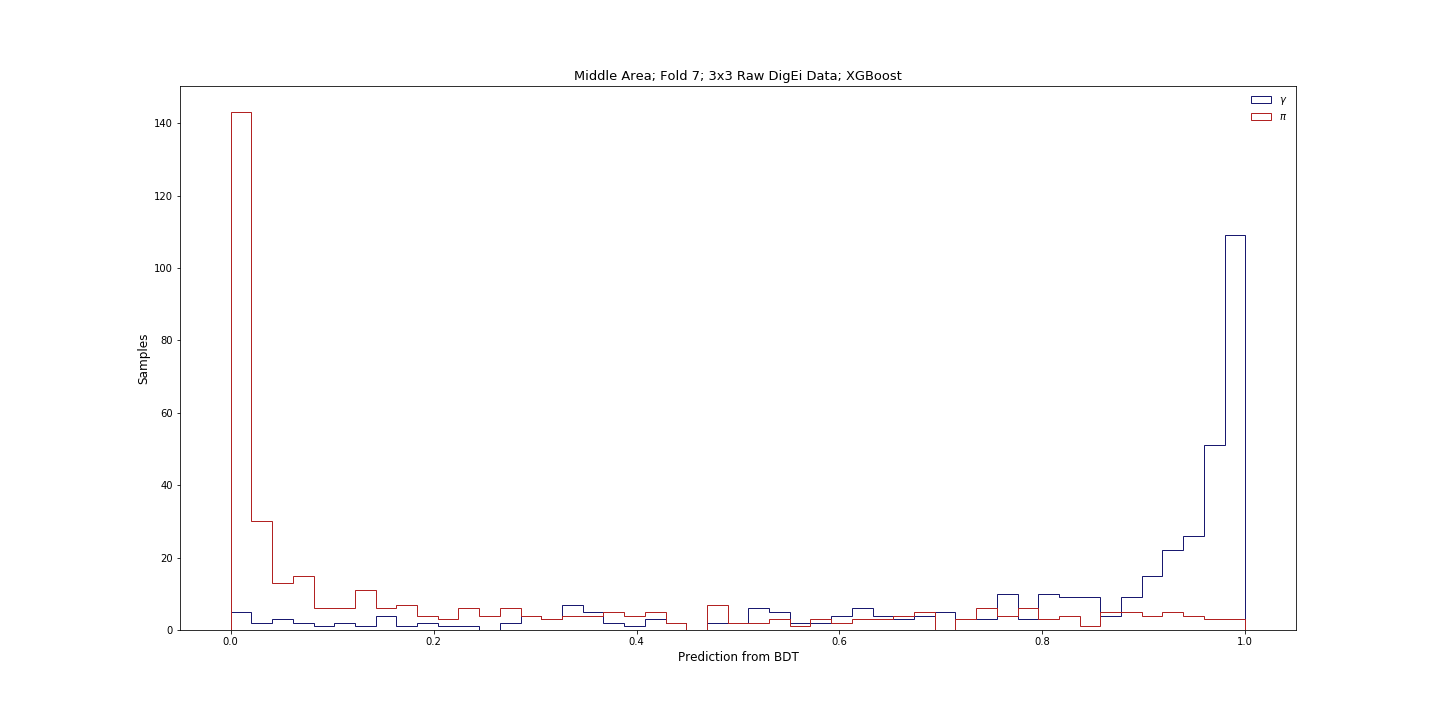 Middle Area; Fold 7; 3x3 Raw DigEi Data; XGBoost
γ
π
140
120
100
80
60
40
20
0
Samples
0.0 0.2 0.4 0.6 0.8 1.0
Prediction from BDT